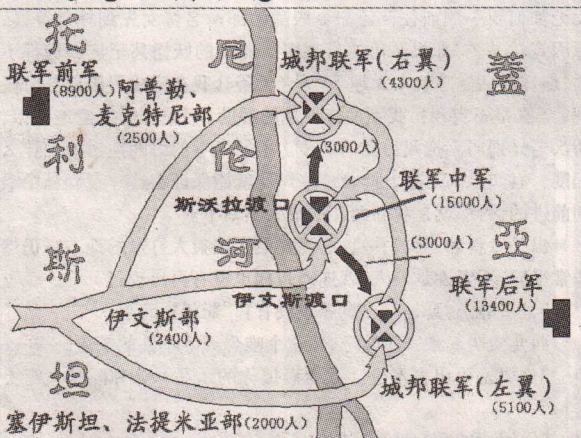 托利斯坦
尼伦河
盖亚
城邦联军(右翼)
(4300人)
联军前军
(8900人)
阿普勒、
麦克特尼部
(2500人)
(3000人)
斯沃拉渡口
联军中军
(15000人)
(3000人)
伊文斯渡口
联军后军
(13400人)
伊文斯部
(2400人)
城邦联军(左翼)
(5100人)
塞伊斯坦、法提米亚部(2000人)